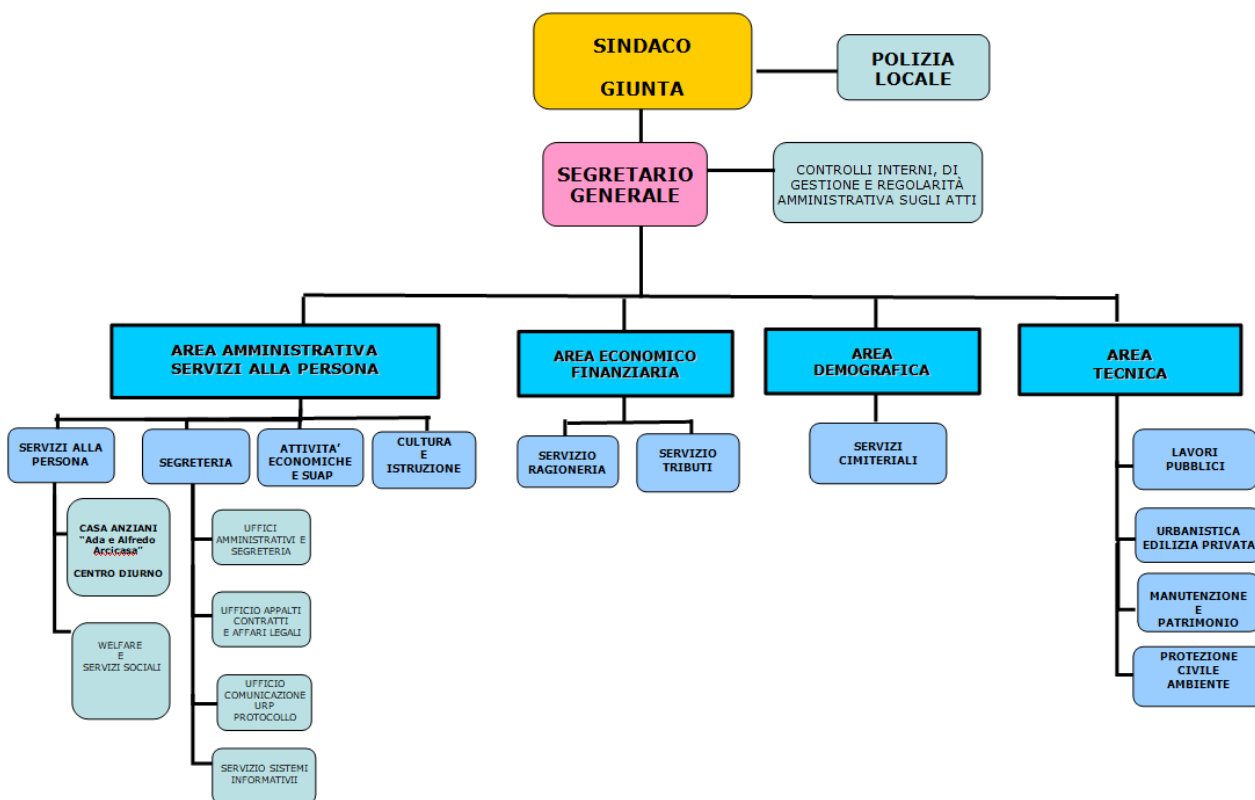 SINDACO
GIUNTA
POLIZIA
LOCALE
SEGRETARIO
GENERALE
CONTROLLI INTERNI, DI
GESTIONE E REGOLARITÀ
AMMINISTRATIVA SUGLI ATTI
AREA AMMINISTRATIVA
SERVIZI ALLA PERSONA
AREA ECONOMICO
FINANZIARIA
AREA
DEMOGRAFICA
AREA
TECNICA
SERVIZI ALLA
PERSONA
SEGRETERIA
ATTIVITA’
ECONOMICHE
E SUAP
CULTURA
E
ISTRUZIONE
SERVIZIO
RAGIONERIA
SERVIZIO
TRIBUTI
SERVIZI
CIMITERIALI
LAVORI
PUBBLICI
CASA ANZIANI
“Ada e Alfredo
Arcicasa”
CENTRO DIURNO
UFFICI
AMMINISTRATIVI E
SEGRETERIA
URBANISTICA
EDILIZIA PRIVATA
WELFARE
E
SERVIZI SOCIALI
UFFICIO APPALTI
CONTRATTI
E AFFARI LEGALI
MANUTENZIONE
E
PATRIMONIO
UFFICIO
COMUNICAZIONE
URP
PROTOCOLLO
PROTEZIONE
CIVILE
AMBIENTE
SERVIZIO SISTEMI
INFORMATIVII